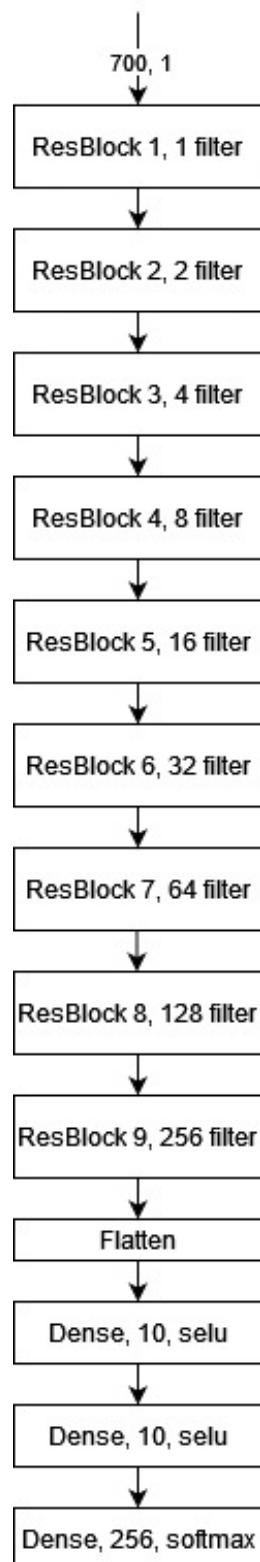 700, 1
ResBlock 1, 1 filter
ResBlock 2, 2 filter
ResBlock 3, 4 filter
ResBlock 4, 8 filter
ResBlock 5, 16 filter
ResBlock 6, 32 filter
ResBlock 7, 64 filter
ResBlock 8, 128 filter
ResBlock 9, 256 filter
Flatten
Dense, 10, selu
Dense, 10, selu
Dense, 256, softmax